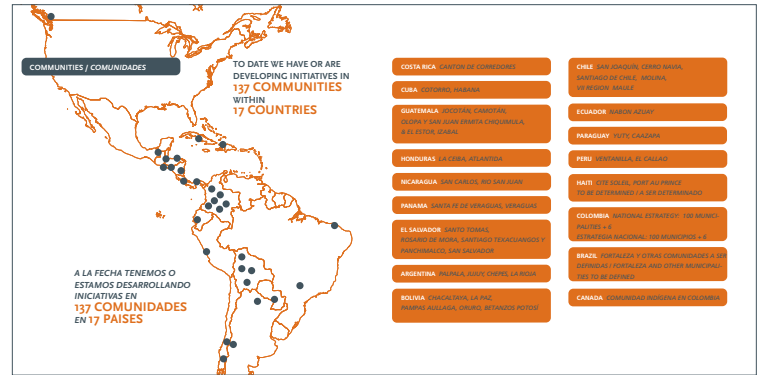 COMMUNITIES / COMUNIDADES
TO DATE WE HAVE OR ARE
DEVELOPING INITIATIVES IN
137 COMMUNITIES
WITHIN
17 COUNTRIES
A LA FECHA TENEMOS O
ESTAMOS DESARROLLANDO
INICIATIVAS EN
137 COMUNIDADES
EN 17 PAISES
COSTA RICA CANTON DE CORREDORES
CUBA COTORRO, HABANA
GUATEMALA JOCOTÁN, CAMOTAN,
OLOPA Y SAN JUAN ERMITA CHIQUIMULA,
& EL ESTOR, IZABAL
HONDURAS LA CEIBA, ATLANTIDA
NICARAGUA SAN CARLOS, RIO SAN JUAN
PANAMA SANTA FE DE VERAGUAS, VERAGUAS
EL SALVADOR SANTO TOMAS,
ROSARIO DE MORA, SANTIAGO TEXACUANGOS Y
PANCHIMALCO, SAN SALVADOR
ARGENTINA PALPALA, JUJUY, CHEPES, LA RIOJA
BOLIVIA CHACALTAYA, LA PAZ,
PAMPAS AULLAGA, ORURO, BETANZOS POTOSÍ
CHILE SAN JOAQUÍN, CERRO NAVIA,
SANTIAGO DE CHILE, MOLINA,
VII REGION MAULE
ECUADOR NABON AZUAY
PARAGUAY YUTY, CAAZAPA
PERU VENTANILLA, EL CALLAO
HAITI CITE SOLEIL, PORT AU PRINCE
TO BE DETERMINED / A SER DETERMINADO
COLOMBIA NATIONAL ESTRATEGY: 100 MUNICI-
PALITIES + 6
ESTRATEGIA NACIONAL: 100 MUNICIPIOS + 6
BRAZIL FORTALEZA Y OTRAS COMUNIDADES A SER
DEFINIDAS / FORTALEZA AND OTHER MUNICIPALI-
TIES TO BE DEFINED
CANADA COMUNIDAD INDÍGENA EN COLOMBIA